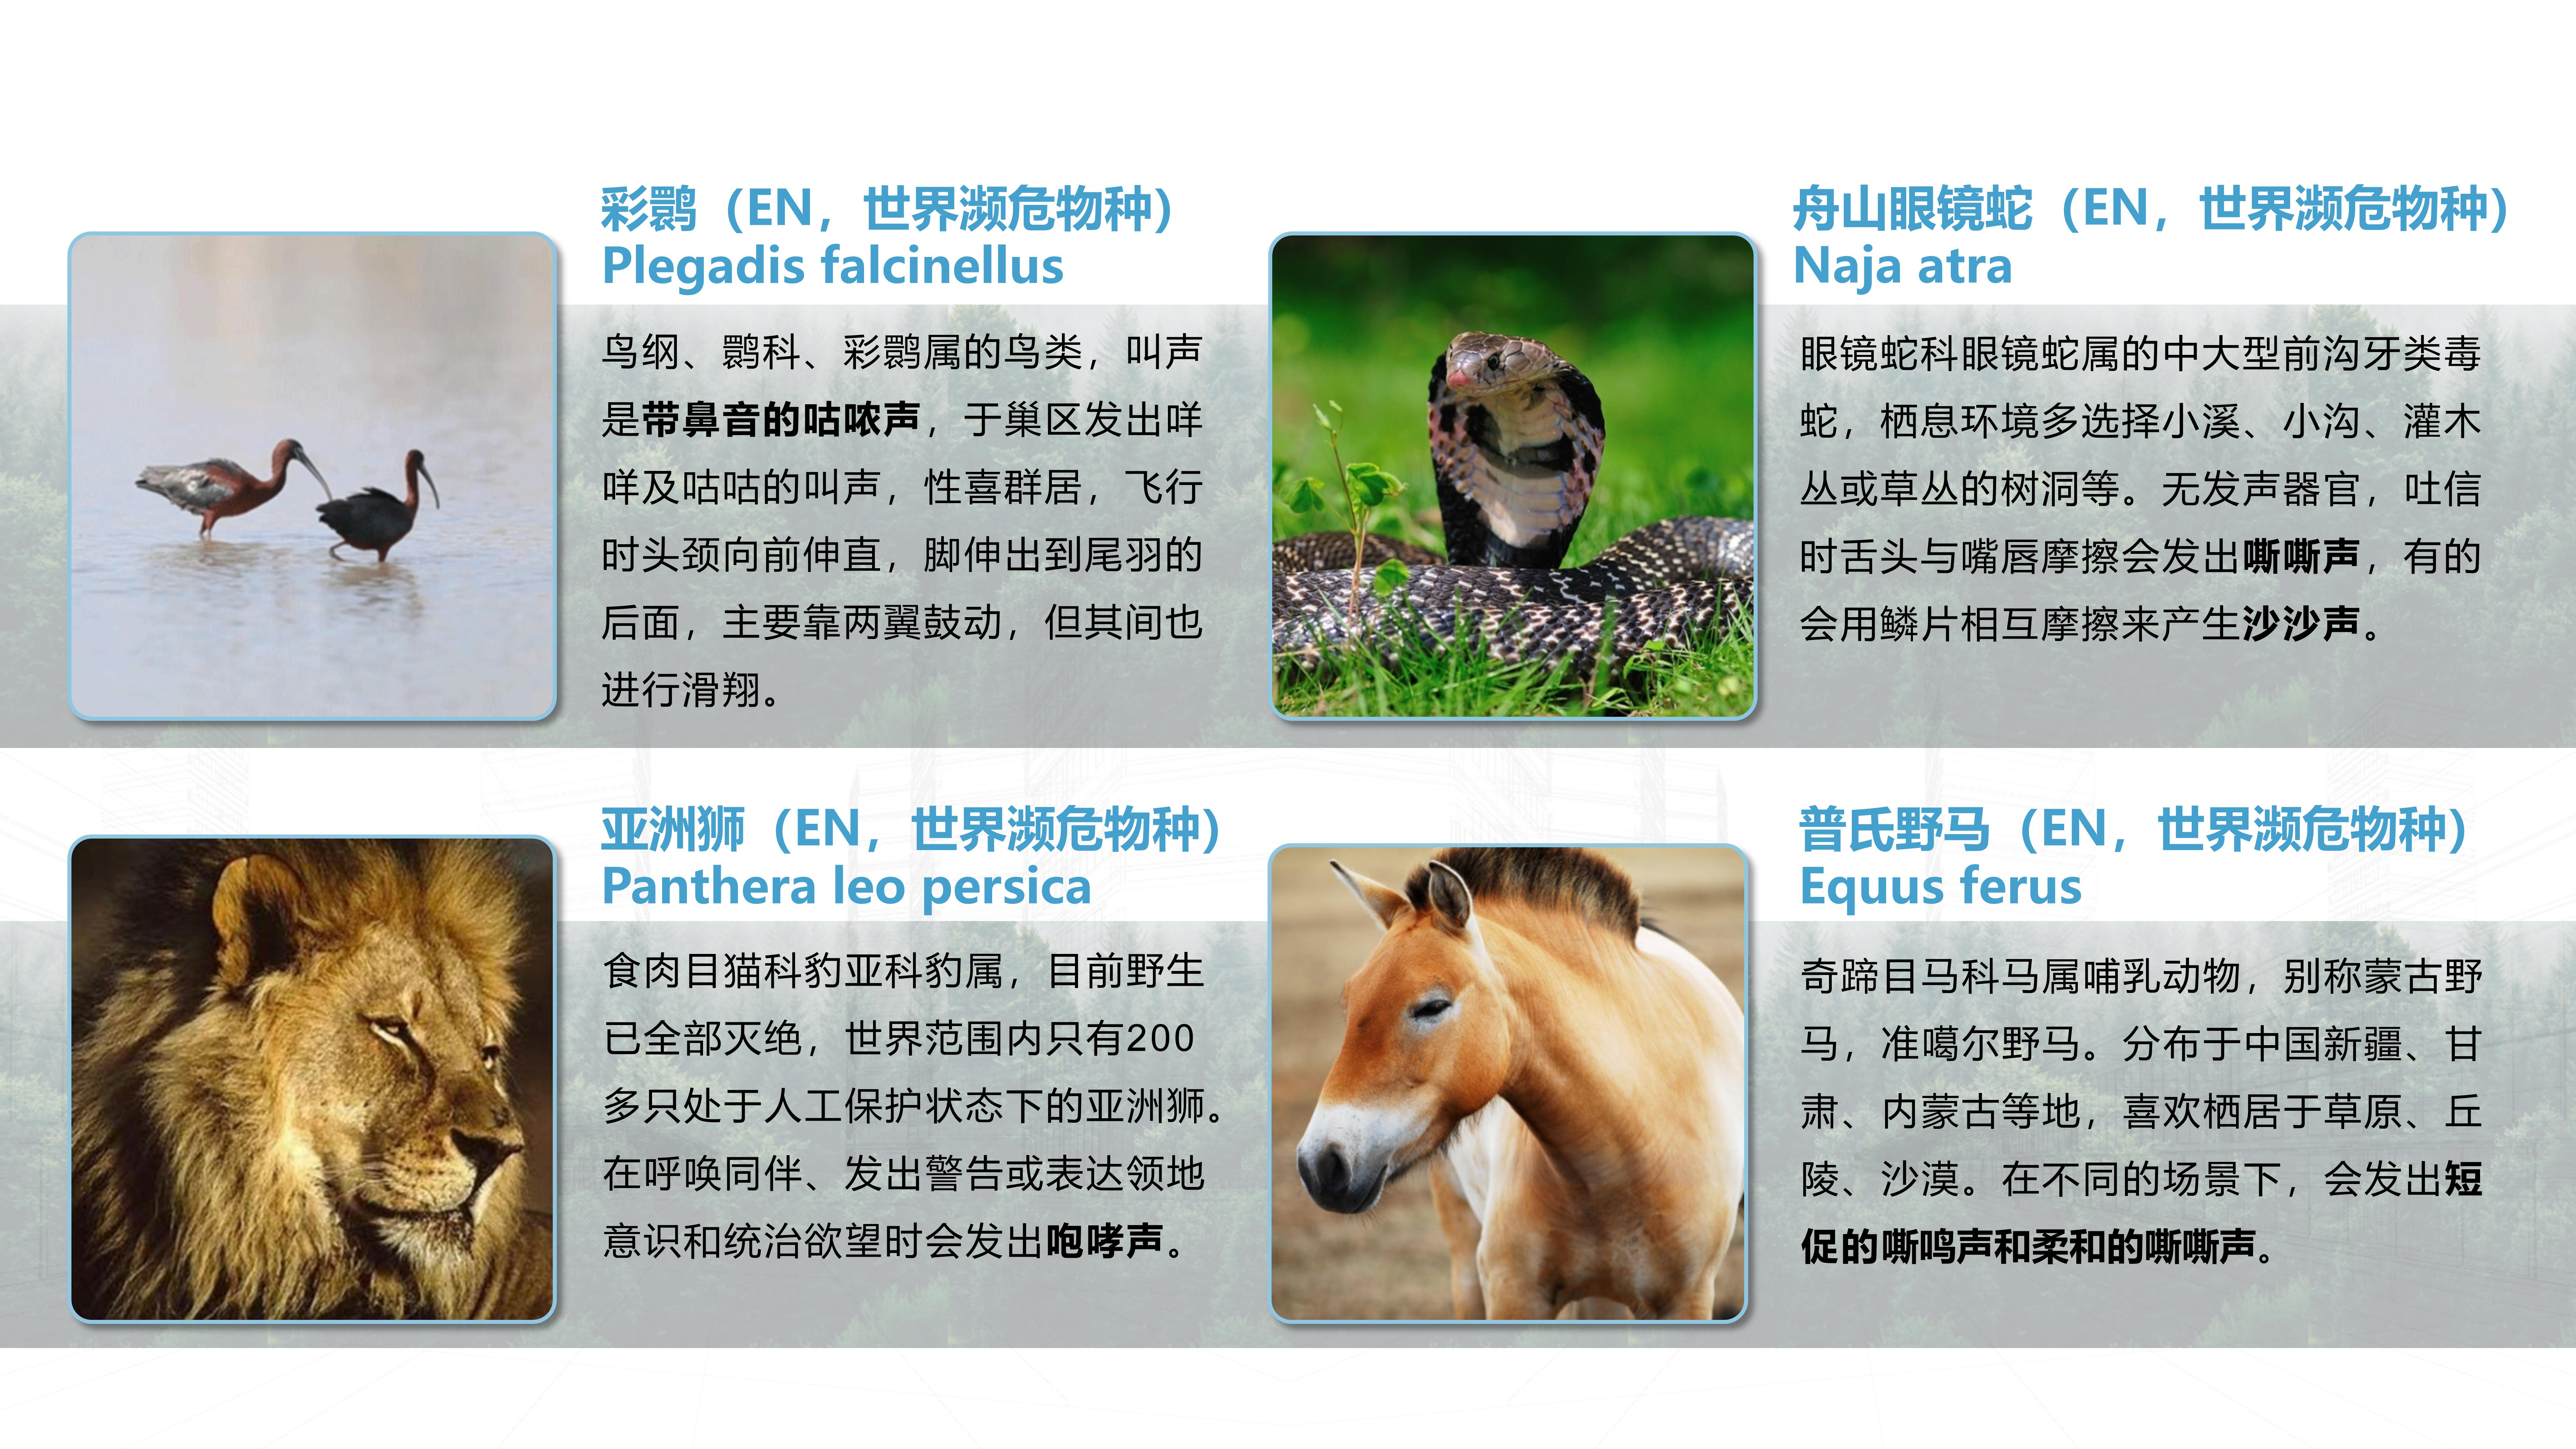 彩鹮（EN，世界濒危物种）
Plegadis falcinellus
鸟纲、鹮科、彩鹮属的鸟类，叫声
是带鼻音的咕哝声，于巢区发出咩
咩及咕咕的叫声，性喜群居，飞行
时头颈向前伸直，脚伸出到尾羽的
后面，主要靠两翼鼓动，但其间也
进行滑翔。
舟山眼镜蛇（EN，世界濒危物种）
Naja atra
眼镜蛇科眼镜蛇属的中大型前沟牙类毒
蛇，栖息环境多选择小溪、小沟、灌木
丛或草丛的树洞等。无发声器官，吐信
时舌头与嘴唇摩擦会发出嘶嘶声，有的
会用鳞片相互摩擦来产生沙沙声。
亚洲狮（EN，世界濒危物种）
Panthera leo persica
食肉目猫科豹亚科豹属，目前野生
已全部灭绝，世界范围内只有200
多只处于人工保护状态下的亚洲狮。
在呼唤同伴、发出警告或表达领地
意识和统治欲望时会发出咆哮声。
普氏野马（EN，世界濒危物种）
Equus ferus
奇蹄目马科马属哺乳动物，别称蒙古野
马，准噶尔野马。分布于中国新疆、甘
肃、内蒙古等地，喜欢栖居于草原、丘
陵、沙漠。在不同的场景下，会发出短
促的嘶鸣声和柔和的嘶嘶声。